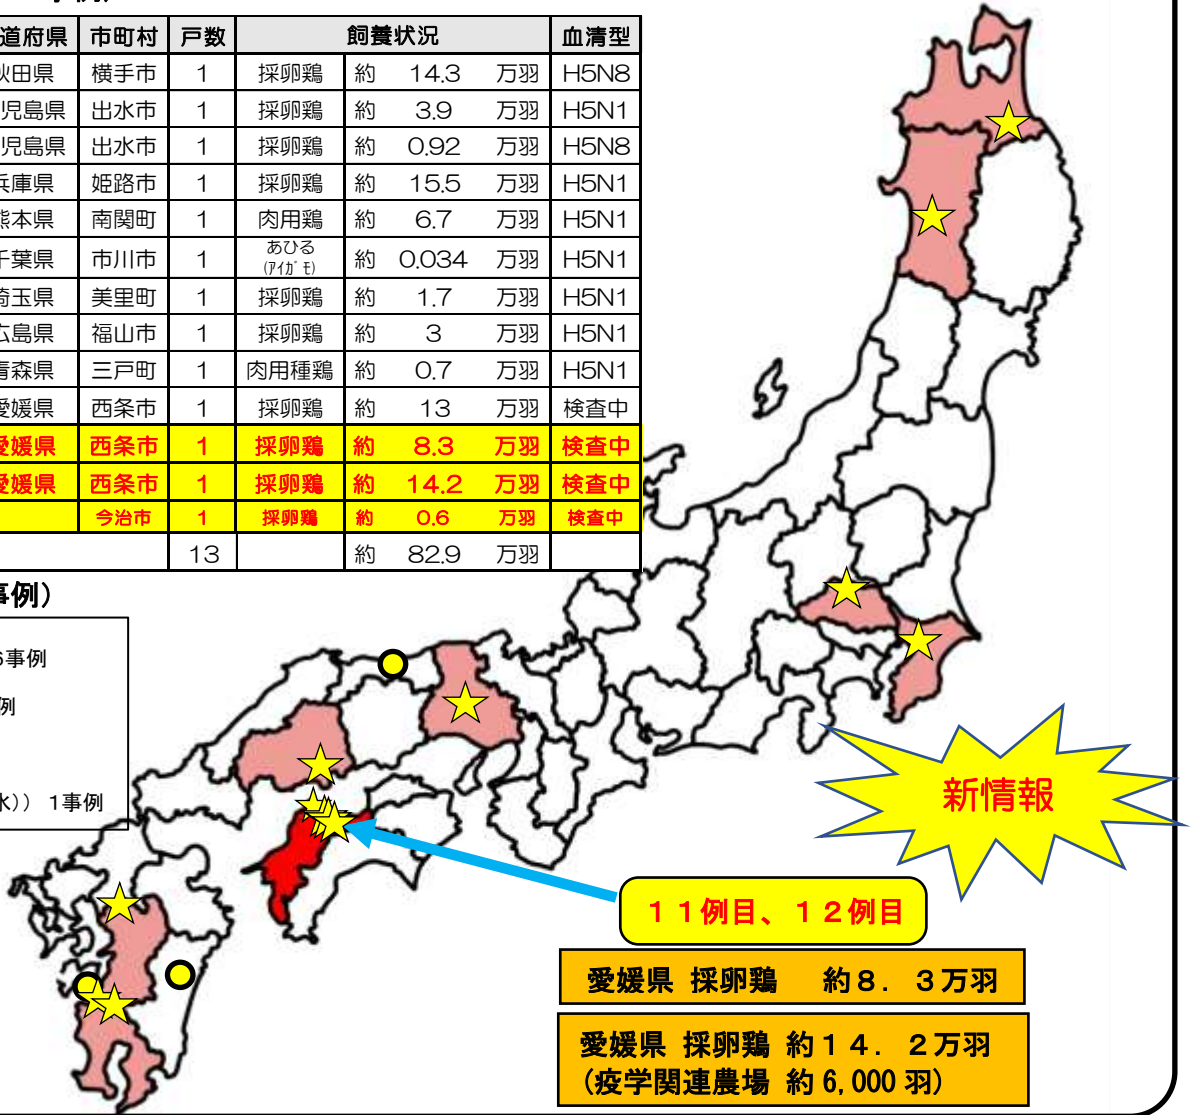 道府県 市町村 戸数 飼養状況 血清型
田県 横手市 1 採卵鶏 約 14.3 万羽 H5N8
児島県 出水市 1 採卵鶏 約 3.9 万羽 H5N1
児島県 出水市 1 採卵鶏 約 0.92 万羽 H5N8
兵庫県 姫路市 1 採卵鶏 約 15.5 万羽 H5N1
熊本県 南関町 1 肉用鶏 約 6.7 万羽 H5N1
千葉県 市川市 1 あひる 約 0.034 万羽 H5N1
(ｱｲｶﾞﾓ)
埼玉県 美里町 1 採卵鶏 約 1.7 万羽 H5N1
広島県 福山市 1 採卵鶏 約 3 万羽 H5N1
青森県 三戸町 1 肉用種鶏 約 0.7 万羽 H5N1
愛媛県 西条市 1 採卵鶏 約 13 万羽 検査中
愛媛県 西条市 1 採卵鶏 約 8.3 万羽 検査中
愛媛県 西条市 1 採卵鶏 約 14.2 万羽 検査中
今治市 1 採卵鶏 約 0.6 万羽 検査中
13 約 82.9 万羽
事例）
事例
例
水)） 1事例
新情報
１１例目、１２例目
愛媛県 採卵鶏 約８．３万羽
愛媛県 採卵鶏 約１４．２万羽
(疫学関連農場 約6,000羽)